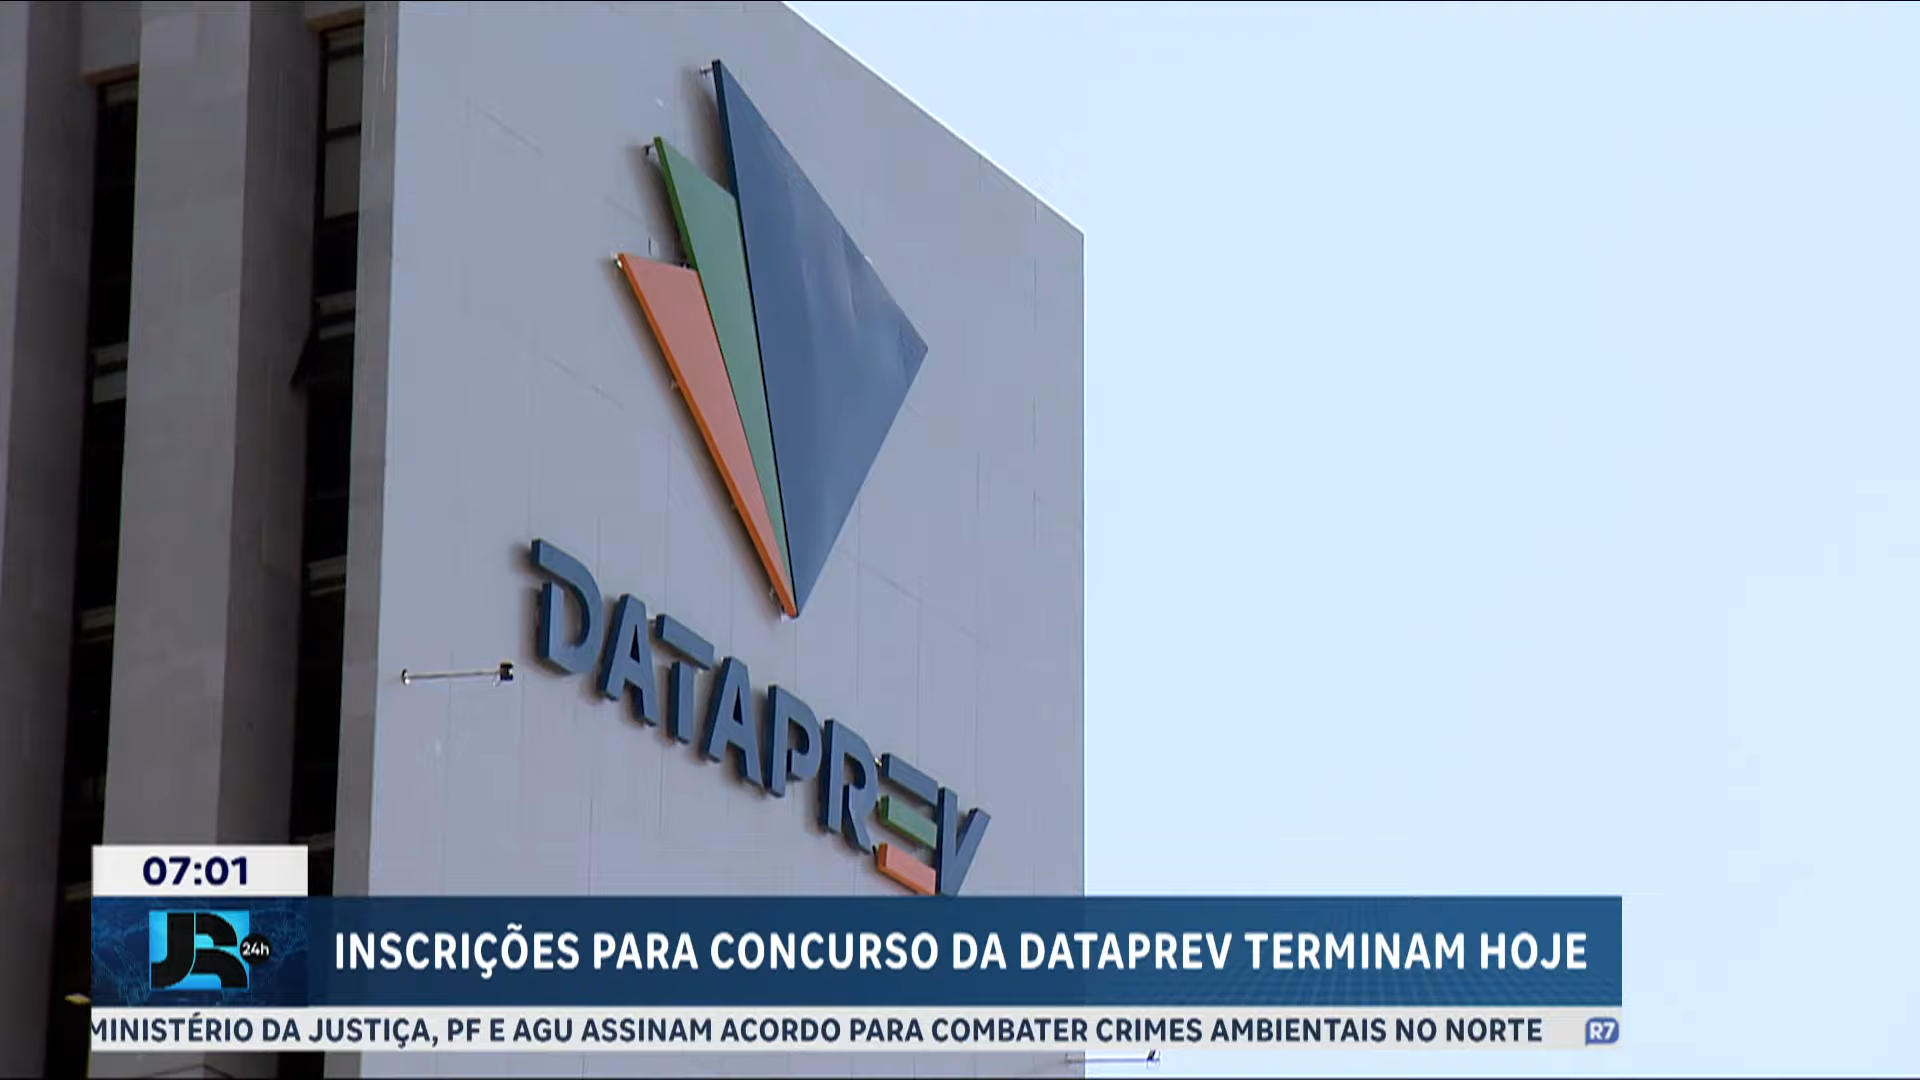 DATAPREV
07:01
JR 24h
INSCRIÇÕES PARA CONCURSO DA DATAPREV TERMINAM HOJE
MINISTÉRIO DA JUSTIÇA, PF E AGU ASSINAM ACORDO PARA COMBATER CRIMES AMBIENTAIS NO NORTE
R7